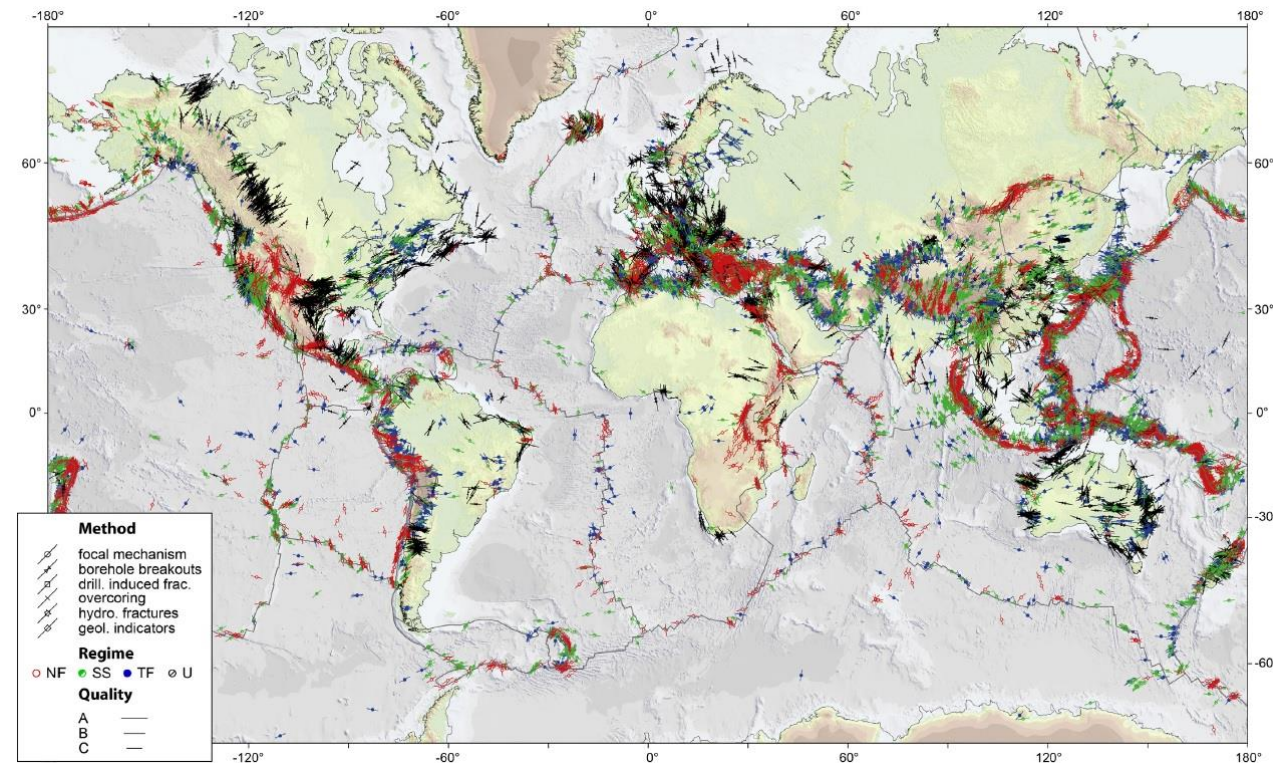 -180° -120° -60° 0° 60° 120° 180°
60° 60°
30° 30°
0° 0°
-30
-60
Method
focal mechanism
borehole breakouts
drill. induced frac.
overcoring
hydro. fractures
geol. indicators
Regime
NF SS TF U
Quality
A
B
C
-120° -60° 0° 60° 120° 180°